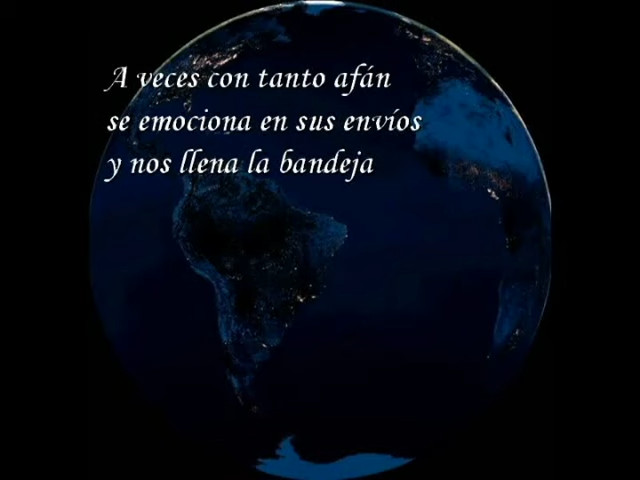 A veces con tanto afán
se emociona en sus envíos
y nos llena la bandeja